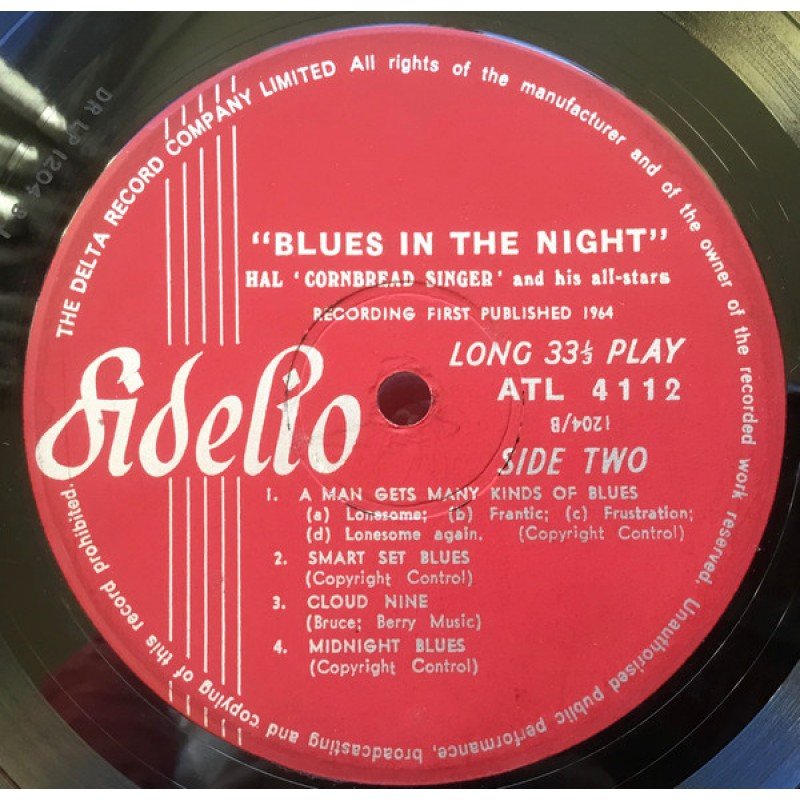 THE DELTA RECORD COMPANY LIMITED All rights of the manufacturer and of the owner of the recorded work reserved. Unauthorised public performance, broadcasting and copying of this record prohibited.
DR LP 1204 B 1
"BLUES IN THE NIGHT"
HAL 'CORNBREAD SINGER' and his all-stars
RECORDING FIRST PUBLISHED 1964
Fidelio
LONG 33⅓ PLAY
ATL 4112
1204/B
SIDE TWO
1. A MAN GETS MANY KINDS OF BLUES
(a) Lonesome; (b) Frantic; (c) Frustration;
(d) Lonesome again. (Copyright Control)
2. SMART SET BLUES
(Copyright Control)
3. CLOUD NINE
(Bruce; Berry Music)
4. MIDNIGHT BLUES
(Copyright Control)